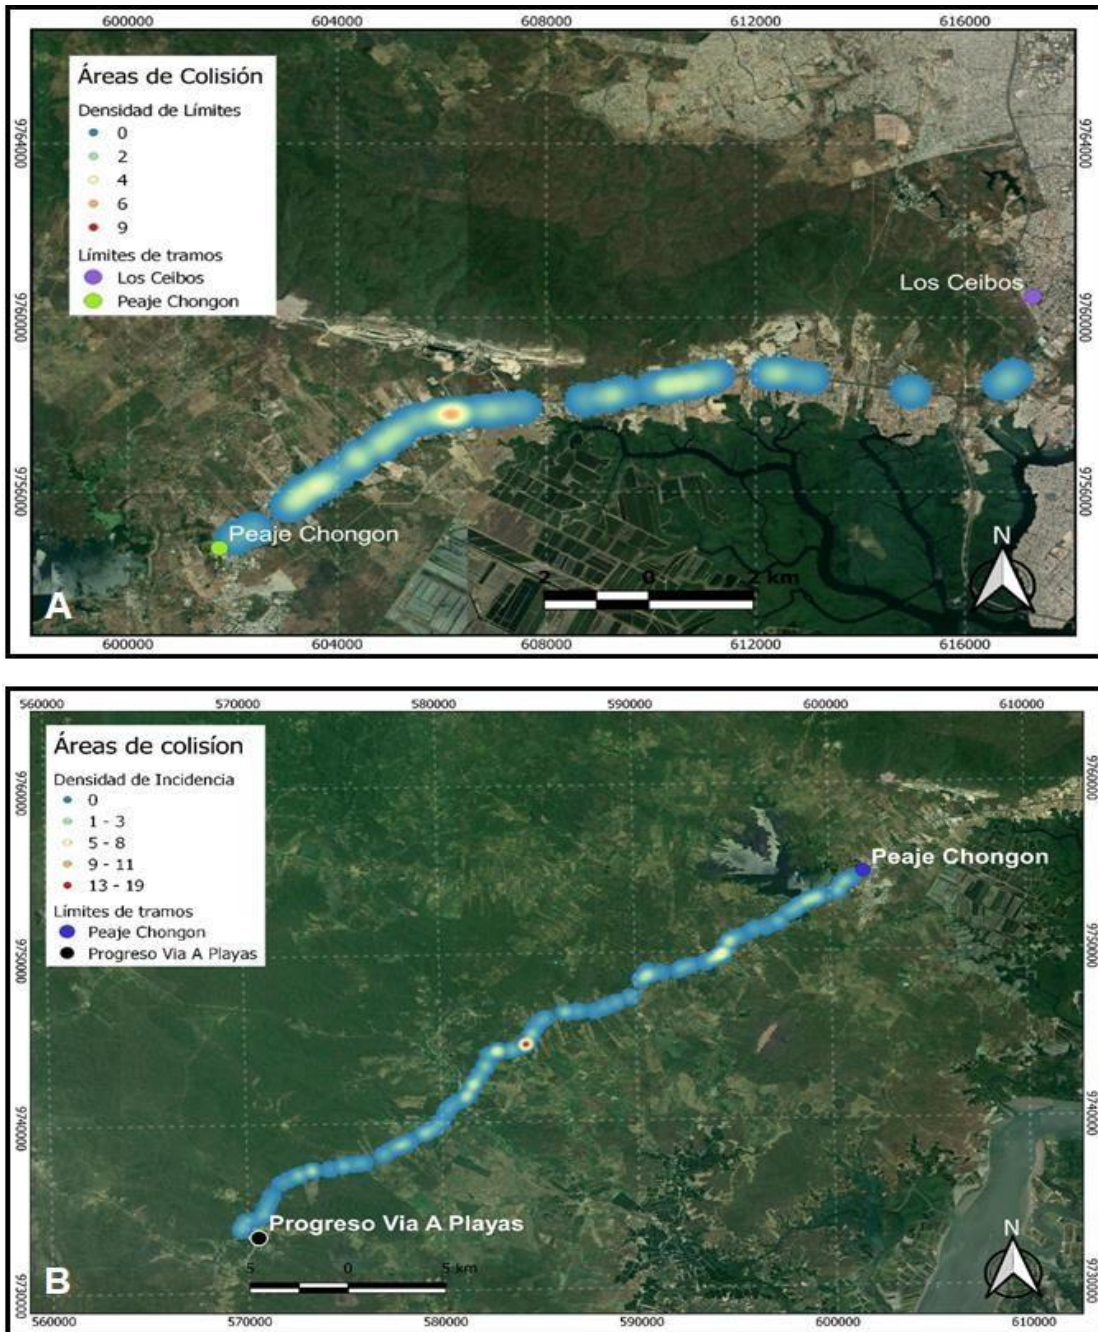 600000 604000 608000 612000 616000
Áreas de Colisión
Densidad de Límites
0
2
4
6
9
Límites de tramos
Los Ceibos
Peaje Chongon
9764000 9764000
9760000 9760000
9756000 9756000
Los Ceibos
Peaje Chongon
N
2 0 2 km
A
600000 604000 608000 612000 616000
560000 570000 580000 590000 600000 610000
Áreas de colisíon
Densidad de Incidencia
0
1 - 3
5 - 8
9 - 11
13 - 19
Límites de tramos
Peaje Chongon
Progreso Via A Playas
9760000 9760000
9750000 9750000
9740000 9740000
9730000 9730000
Peaje Chongon
Progreso Via A Playas
N
5 0 5 km
B
560000 570000 580000 590000 600000 610000